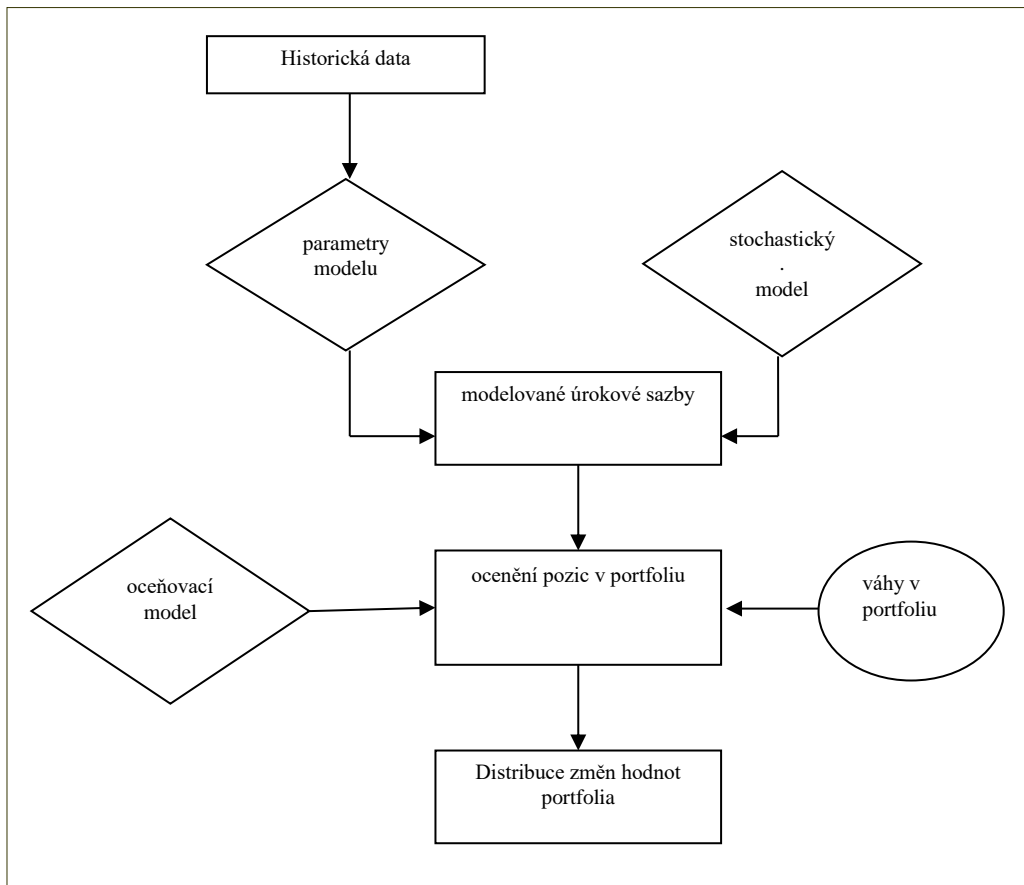 Historická data
parametry
modelu
stochastický
.
model
modelované úrokové sazby
oceňovací
model
ocenění pozic v portfoliu
váhy v
portfoliu
Distribuce změn hodnot
portfolia